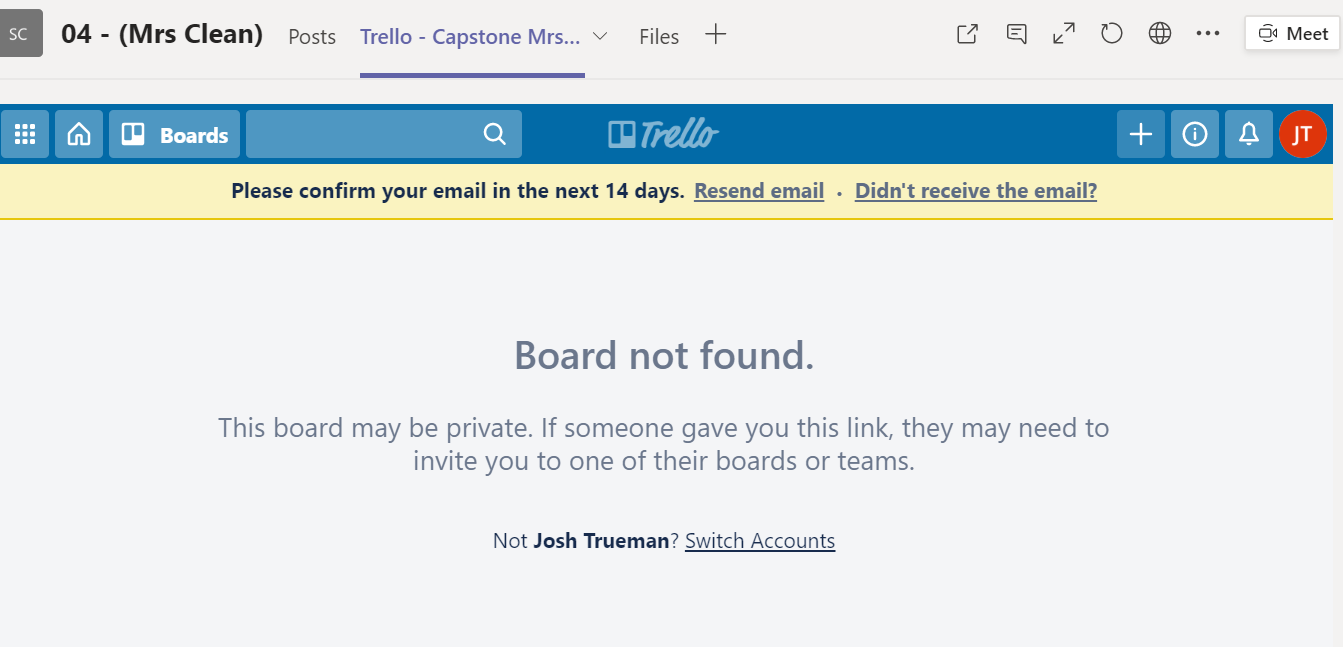 SC
04 - (Mrs Clean) Posts Trello - Capstone Mrs... Files Meet
Boards Trello JT
Please confirm your email in the next 14 days. Resend email · Didn't receive the email?
Board not found.
This board may be private. If someone gave you this link, they may need to
invite you to one of their boards or teams.
Not Josh Trueman? Switch Accounts